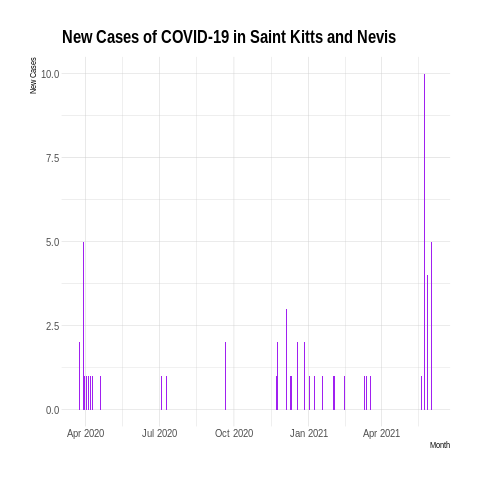 New Cases of COVID-19 in Saint Kitts and Nevis
New Cases
10.0
7.5
5.0
2.5
0.0
Apr 2020 Jul 2020 Oct 2020 Jan 2021 Apr 2021
Month